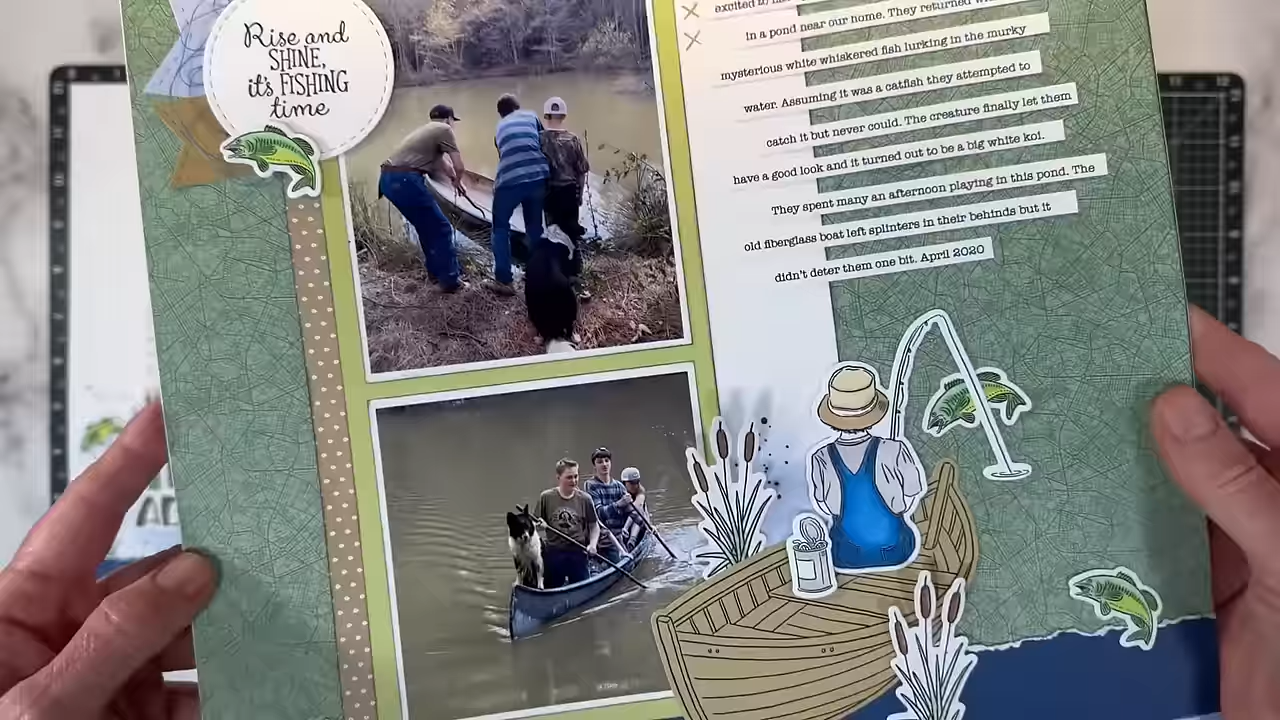 Rise and
SHINE,
it's FISHING
time
excited to
in a pond near our home. They returned
mysterious white whiskered fish lurking in the murky
water. Assuming it was a catfish they attempted to
catch it but never could. The creature finally let them
have a good look and it turned out to be a big white koi.
They spent many an afternoon playing in this pond. The
old fiberglass boat left splinters in their behinds but it
didn't deter them one bit. April 2020
11
12